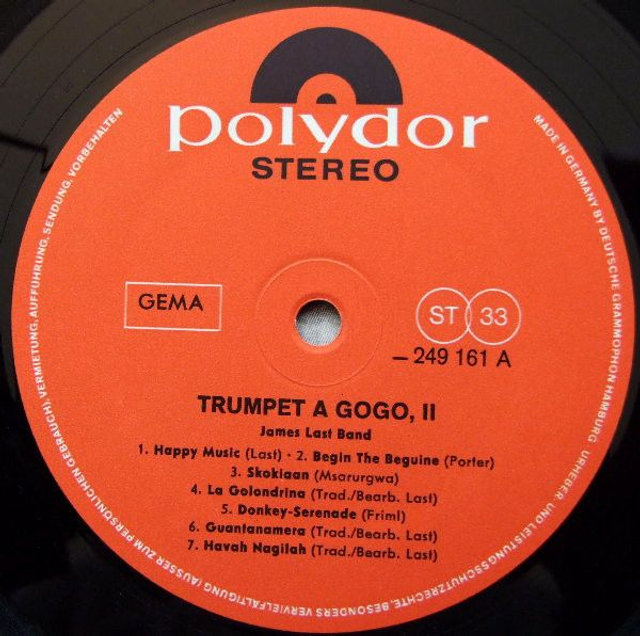 polydor
STEREO
GEMA
ST 33
– 249 161 A
TRUMPET A GOGO, II
James Last Band
1. Happy Music (Last) · 2. Begin The Beguine (Porter)
3. Skokiaan (Msarurgwa)
4. La Golondrina (Trad./Bearb. Last)
5. Donkey-Serenade (Friml)
6. Guantanamera (Trad./Bearb. Last)
7. Havah Nagilah (Trad./Bearb. Last)
MADE IN GERMANY BY DEUTSCHE GRAMMOPHON HAMBURG URHEBER- UND LEISTUNGSSCHUTZRECHTE, BESONDERS VERVIELFÄLTIGUNG (AUSSER ZUM PERSÖNLICHEN GEBRAUCH), VERMIETUNG, AUFFÜHRUNG, SENDUNG, VORBEHALTEN